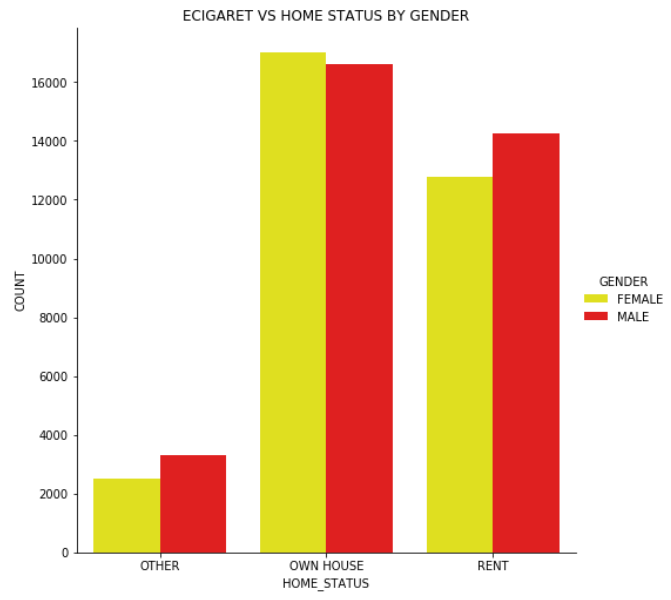 ECIGARET VS HOME STATUS BY GENDER
COUNT
16000
14000
12000
10000
8000
6000
4000
2000
0
OTHER OWN HOUSE RENT
HOME_STATUS
GENDER
FEMALE
MALE